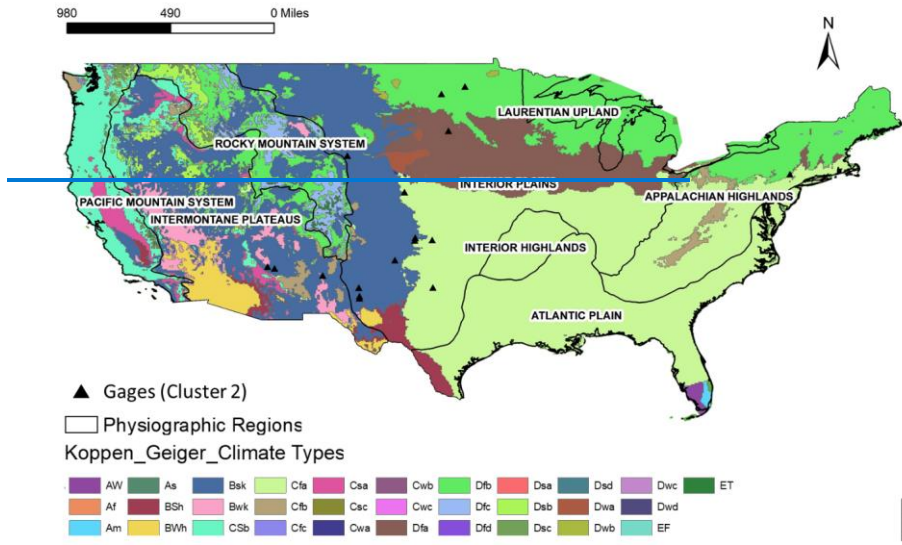 980 490 0 Miles
N
LAURENTIAN UPLAND
ROCKY MOUNTAIN SYSTEM
INTERIOR PLAINS
PACIFIC MOUNTAIN SYSTEM
APPALACHIAN HIGHLANDS
INTERMONTANE PLATEAUS
INTERIOR HIGHLANDS
ATLANTIC PLAIN
Gages (Cluster 2)
Physiographic Regions
Koppen_Geiger_Climate Types
AW As Bsk Cfa Csa Cwb Dfb Dsa Dsd Dwc ET
Af BSh Bwk Cfb Csc Cwc Dfc Dsb Dwa Dwd
Am BWh CSb Cfc Cwa Dfa Dfd Dsc Dwb EF